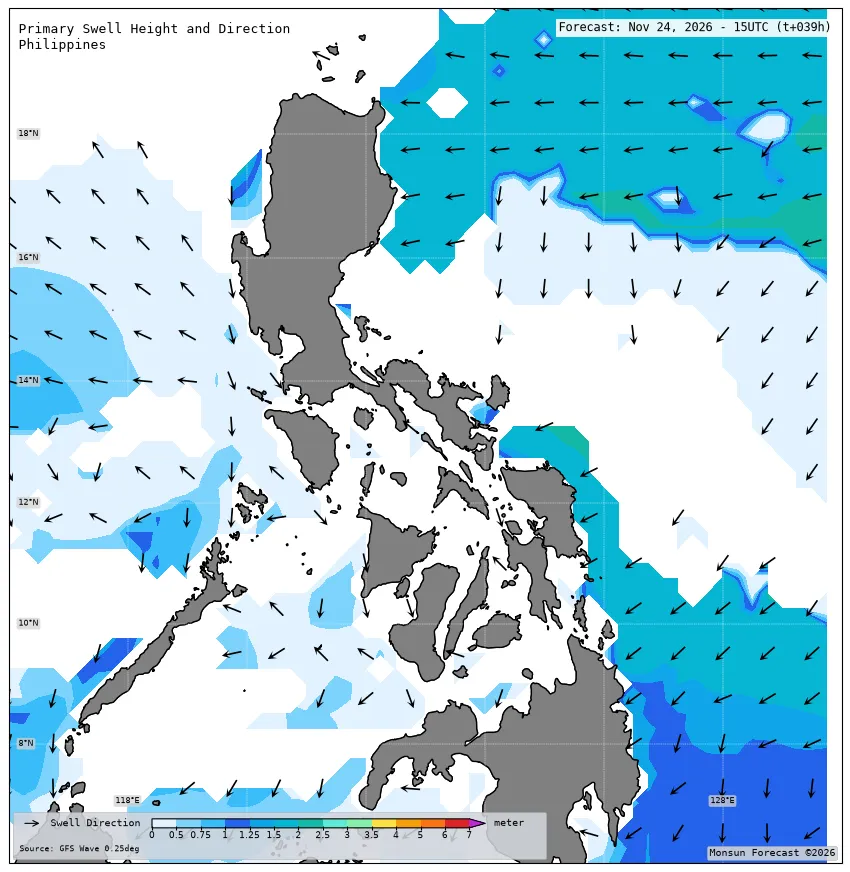 Primary Swell Height and Direction
Philippines
Forecast: Nov 24, 2026 - 15UTC (t+039h)
18°N
16°N
14°N
12°N
10°N
8°N
118°E
128°E
Swell Direction
0 0.5 0.75 1 1.25 1.5 2 2.5 3 3.5 4 5 6 7
meter
Source: GFS Wave 0.25deg
Monsun Forecast ©2026